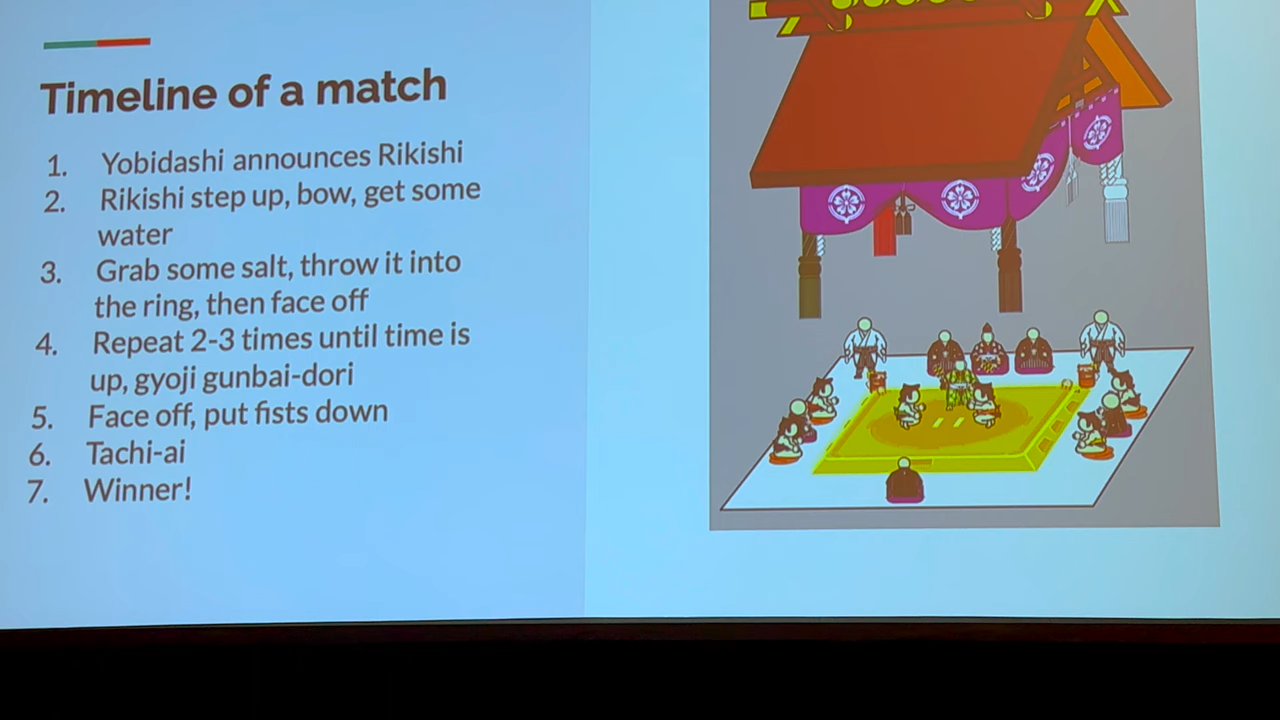 Timeline of a match
1. Yobidashi announces Rikishi
2. Rikishi step up, bow, get some
water
3. Grab some salt, throw it into
the ring, then face off
4. Repeat 2-3 times until time is
up, gyoji gunbai-dori
5. Face off, put fists down
6. Tachi-ai
7. Winner!